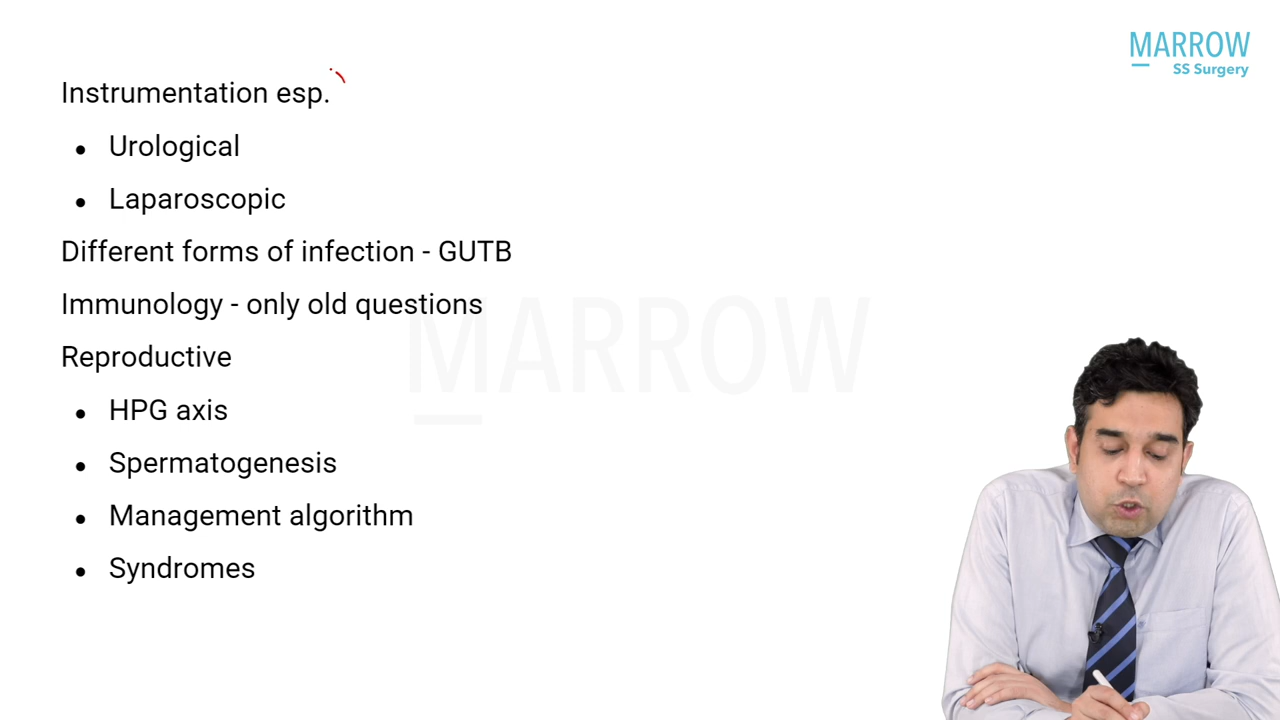 MARROW
SS Surgery
Instrumentation esp.
• Urological
• Laparoscopic
Different forms of infection - GUTB
Immunology - only old questions
MARROW
Reproductive
• HPG axis
• Spermatogenesis
• Management algorithm
• Syndromes